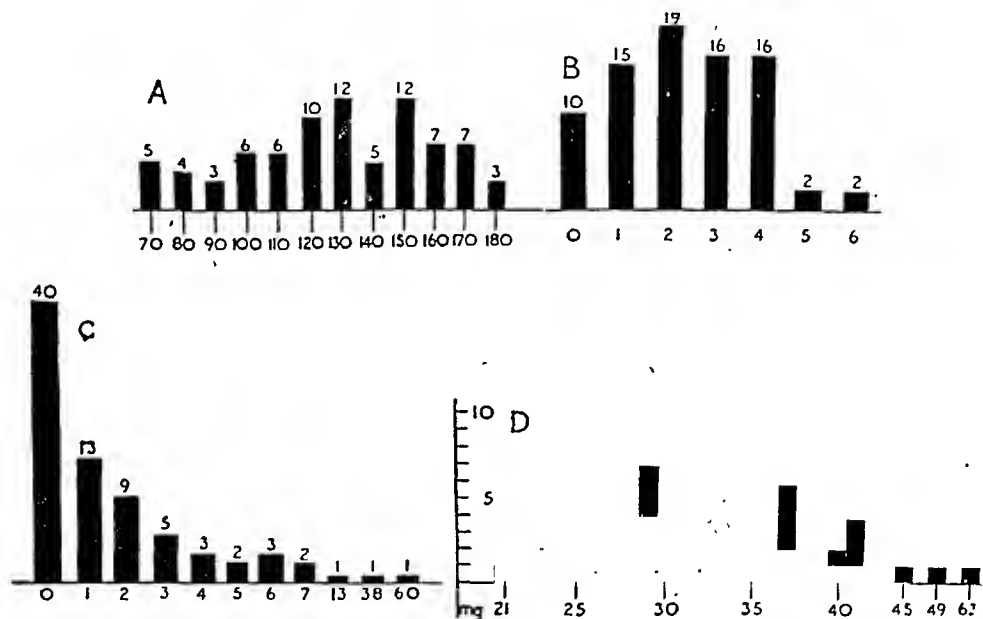 A
5 4 3 6 6 10 12 5 12 7 7 3
70 80 90 100 110 120 130 140 150 160 170 180
B
10 15 19 16 16 2 2
0 1 2 3 4 5 6
C
40 13 9 5 3 2 3 2 1 1 1
0 1 2 3 4 5 6 7 13 38 60
D
10
5
mg 21 25 30 35 40 45 49 62